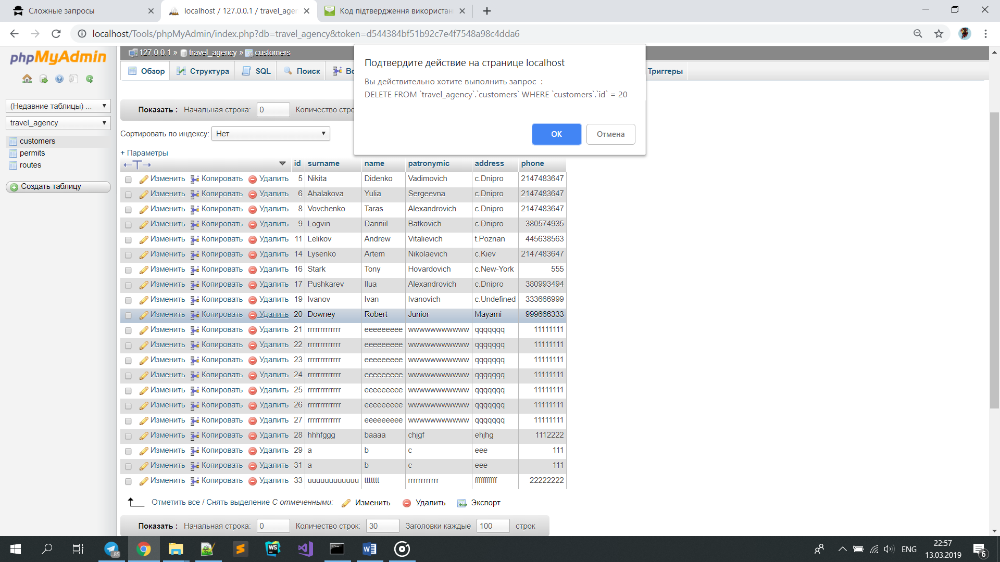 Сложные запросы
localhost / 127.0.0.1 / travel_agen
Код підтвердження використан
localhost/Tools/phpMyAdmin/index.php?db=travel_agency&token=d544384bf51b92c7e4f7548a98c4dda6
phpMyAdmin
127.0.0.1 » travel_agency » customers
Обзор Структура SQL Поиск Вс Триггеры
Подтвердите действие на странице localhost
Вы действительно хотите выполнить запрос :
DELETE FROM `travel_agency`.`customers` WHERE `customers`.`id` = 20
OK Отмена
(Недавние таблицы) ...
travel_agency
customers
permits
routes
Создать таблицу
Показать : Начальная строка: 0 Количество стро
Сортировать по индексу: Нет
+ Параметры
←T→ id surname name patronymic address phone
Изменить Копировать Удалить 5 Nikita Didenko Vadimovich c.Dnipro 2147483647
Изменить Копировать Удалить 6 Ahalakova Yulia Sergeevna c.Dnipro 2147483647
Изменить Копировать Удалить 8 Vovchenko Taras Alexandrovich c.Dnipro 2147483647
Изменить Копировать Удалить 9 Logvin Danniil Batkovich c.Dnipro 380574935
Изменить Копировать Удалить 11 Lelikov Andrew Vitalievich t.Poznan 445638563
Изменить Копировать Удалить 14 Lysenko Artem Nikolaevich c.Kiev 2147483647
Изменить Копировать Удалить 16 Stark Tony Hovardovich c.New-York 555
Изменить Копировать Удалить 17 Pushkarev Ilua Alexandrovich c.Dnipro 380993494
Изменить Копировать Удалить 19 Ivanov Ivan Ivanovich c.Undefined 333666999
Изменить Копировать Удалить 20 Downey Robert Junior Mayami 999666333
Изменить Копировать Удалить 21 rrrrrrrrrrrrr eeeeeeeee wwwwwwwwwww qqqqqqq 11111111
Изменить Копировать Удалить 22 rrrrrrrrrrrrr eeeeeeeee wwwwwwwwwww qqqqqqq 11111111
Изменить Копировать Удалить 23 rrrrrrrrrrrrr eeeeeeeee wwwwwwwwwww qqqqqqq 11111111
Изменить Копировать Удалить 24 rrrrrrrrrrrrr eeeeeeeee wwwwwwwwwww qqqqqqq 11111111
Изменить Копировать Удалить 25 rrrrrrrrrrrrr eeeeeeeee wwwwwwwwwww qqqqqqq 11111111
Изменить Копировать Удалить 26 rrrrrrrrrrrrr eeeeeeeee wwwwwwwwwww qqqqqqq 11111111
Изменить Копировать Удалить 27 rrrrrrrrrrrrr eeeeeeeee wwwwwwwwwww qqqqqqq 11111111
Изменить Копировать Удалить 28 hhhfggg baaaa chjgf ehjhg 1112222
Изменить Копировать Удалить 29 a b c eee 111
Изменить Копировать Удалить 31 a b c eee 111
Изменить Копировать Удалить 33 uuuuuuuuuuuu ttttttt rrrrrrrrrrrr fffffffffff 22222222
Отметить все / Снять выделение С отмеченными: Изменить Удалить Экспорт
Показать : Начальная строка: 0 Количество строк: 30 Заголовки каждые 100 строк
85
WS
ENG
22:57
13.03.2019
6